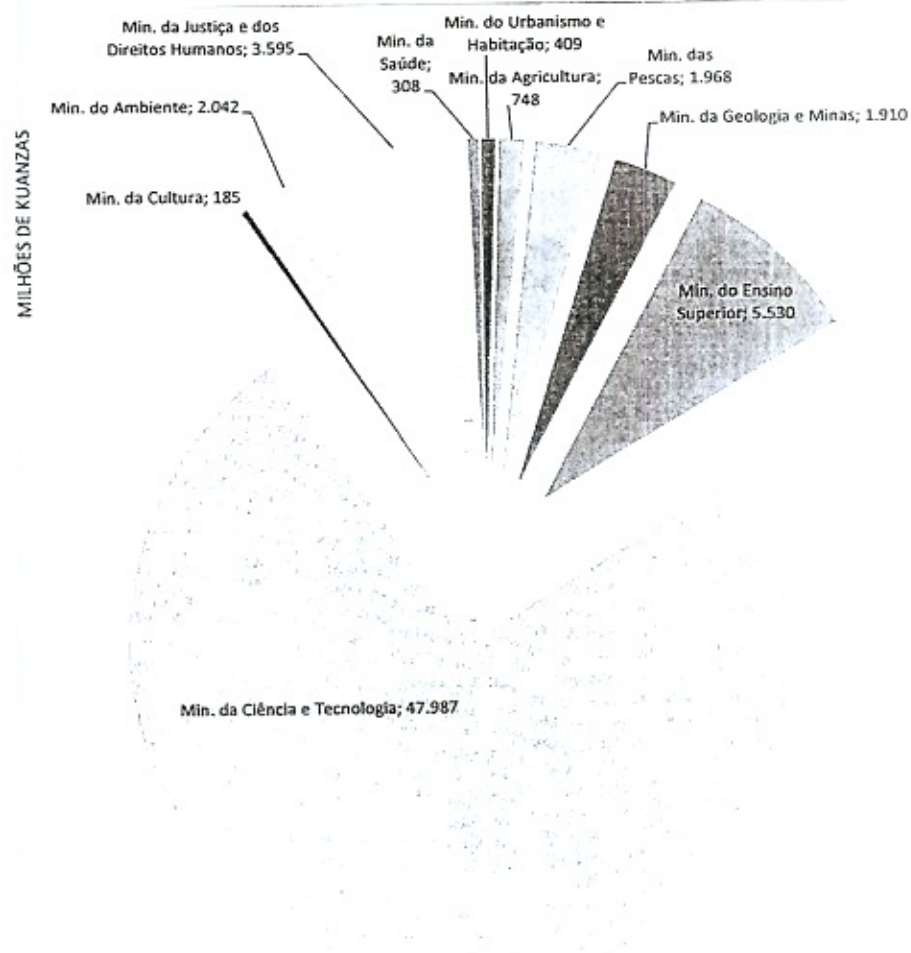 Min. da Justiça e dos
Direitos Humanos; 3.595
Min. da
Saúde;
308
Min. do Urbanismo e
Habitação; 409
Min. da Agricultura;
748
Min. das
Pescas; 1.968
Min. da Geologia e Minas; 1.910
Min. do Ambiente; 2.042
Min. da Cultura; 185
MILHÕES DE KUANZAS
Min. do Ensino
Superior; 5.530
Min. da Ciência e Tecnologia; 47.987